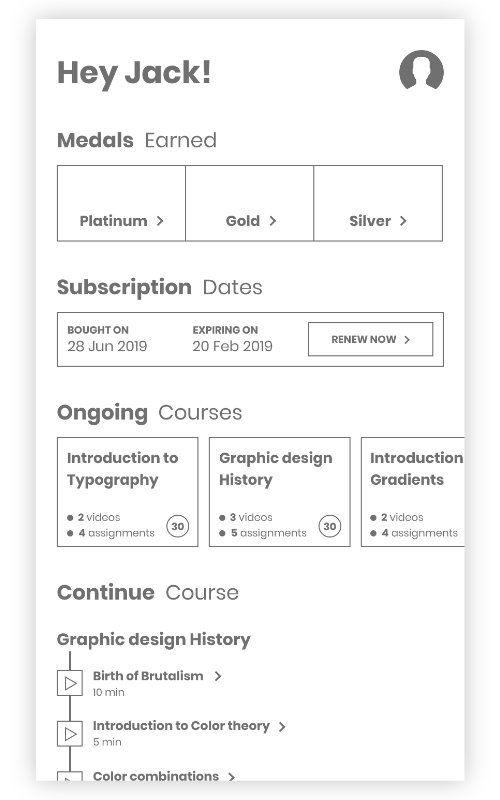 Hey Jack!
Medals Earned
Platinum
Gold
Silver
Subscription Dates
BOUGHT ON
28 Jun 2019
EXPIRING ON
20 Feb 2019
RENEW NOW
Ongoing Courses
Introduction to
Typography
2 videos
4 assignments
30
Graphic design
History
3 videos
5 assignments
30
Introduction
Gradients
2 videos
4 assignments
Continue Course
Graphic design History
Birth of Brutalism
10 min
Introduction to Color theory
5 min
Color combinations